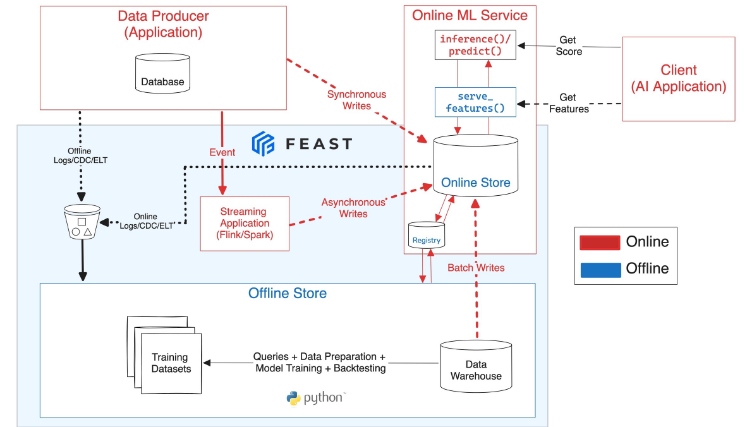 Data Producer
(Application)
Database
Online ML Service
inference()/
predict()
serve_
features()
Get
Score
Get
Features
Client
(AI Application)
Synchronous
Writes
FEAST
Offline
Logs/CDC/ELT
Event
Online Store
Online
Logs/CDC/ELT
Streaming
Application
(Flink/Spark)
Asynchronous
Writes
Registry
Batch Writes
Online
Offline
Offline Store
Training
Datasets
Queries + Data Preparation +
Model Training + Backtesting
Data
Warehouse
python™